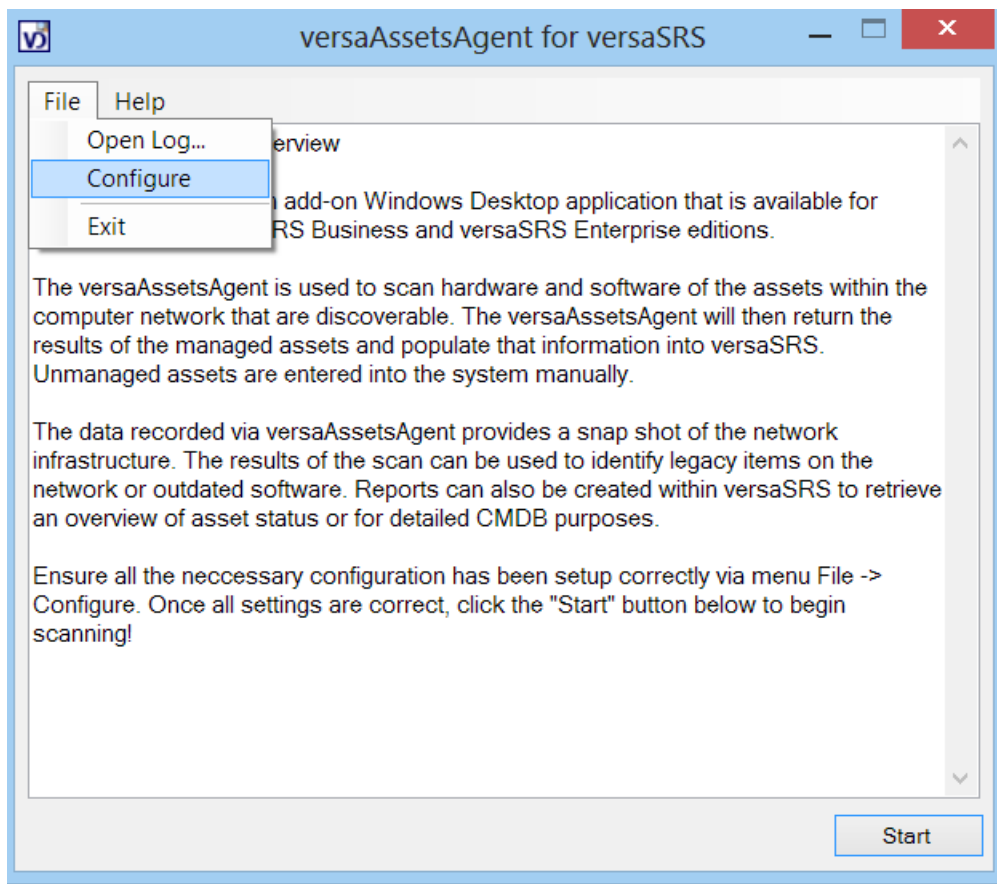 versaAssetsAgent for versaSRS
File Help
Open Log...
Configure
Exit
erview
add-on Windows Desktop application that is available for
RS Business and versaSRS Enterprise editions.
The versaAssetsAgent is used to scan hardware and software of the assets within the
computer network that are discoverable. The versaAssetsAgent will then return the
results of the managed assets and populate that information into versaSRS.
Unmanaged assets are entered into the system manually.
The data recorded via versaAssetsAgent provides a snap shot of the network
infrastructure. The results of the scan can be used to identify legacy items on the
network or outdated software. Reports can also be created within versaSRS to retrieve
an overview of asset status or for detailed CMDB purposes.
Ensure all the neccessary configuration has been setup correctly via menu File ->
Configure. Once all settings are correct, click the "Start" button below to begin
scanning!
Start